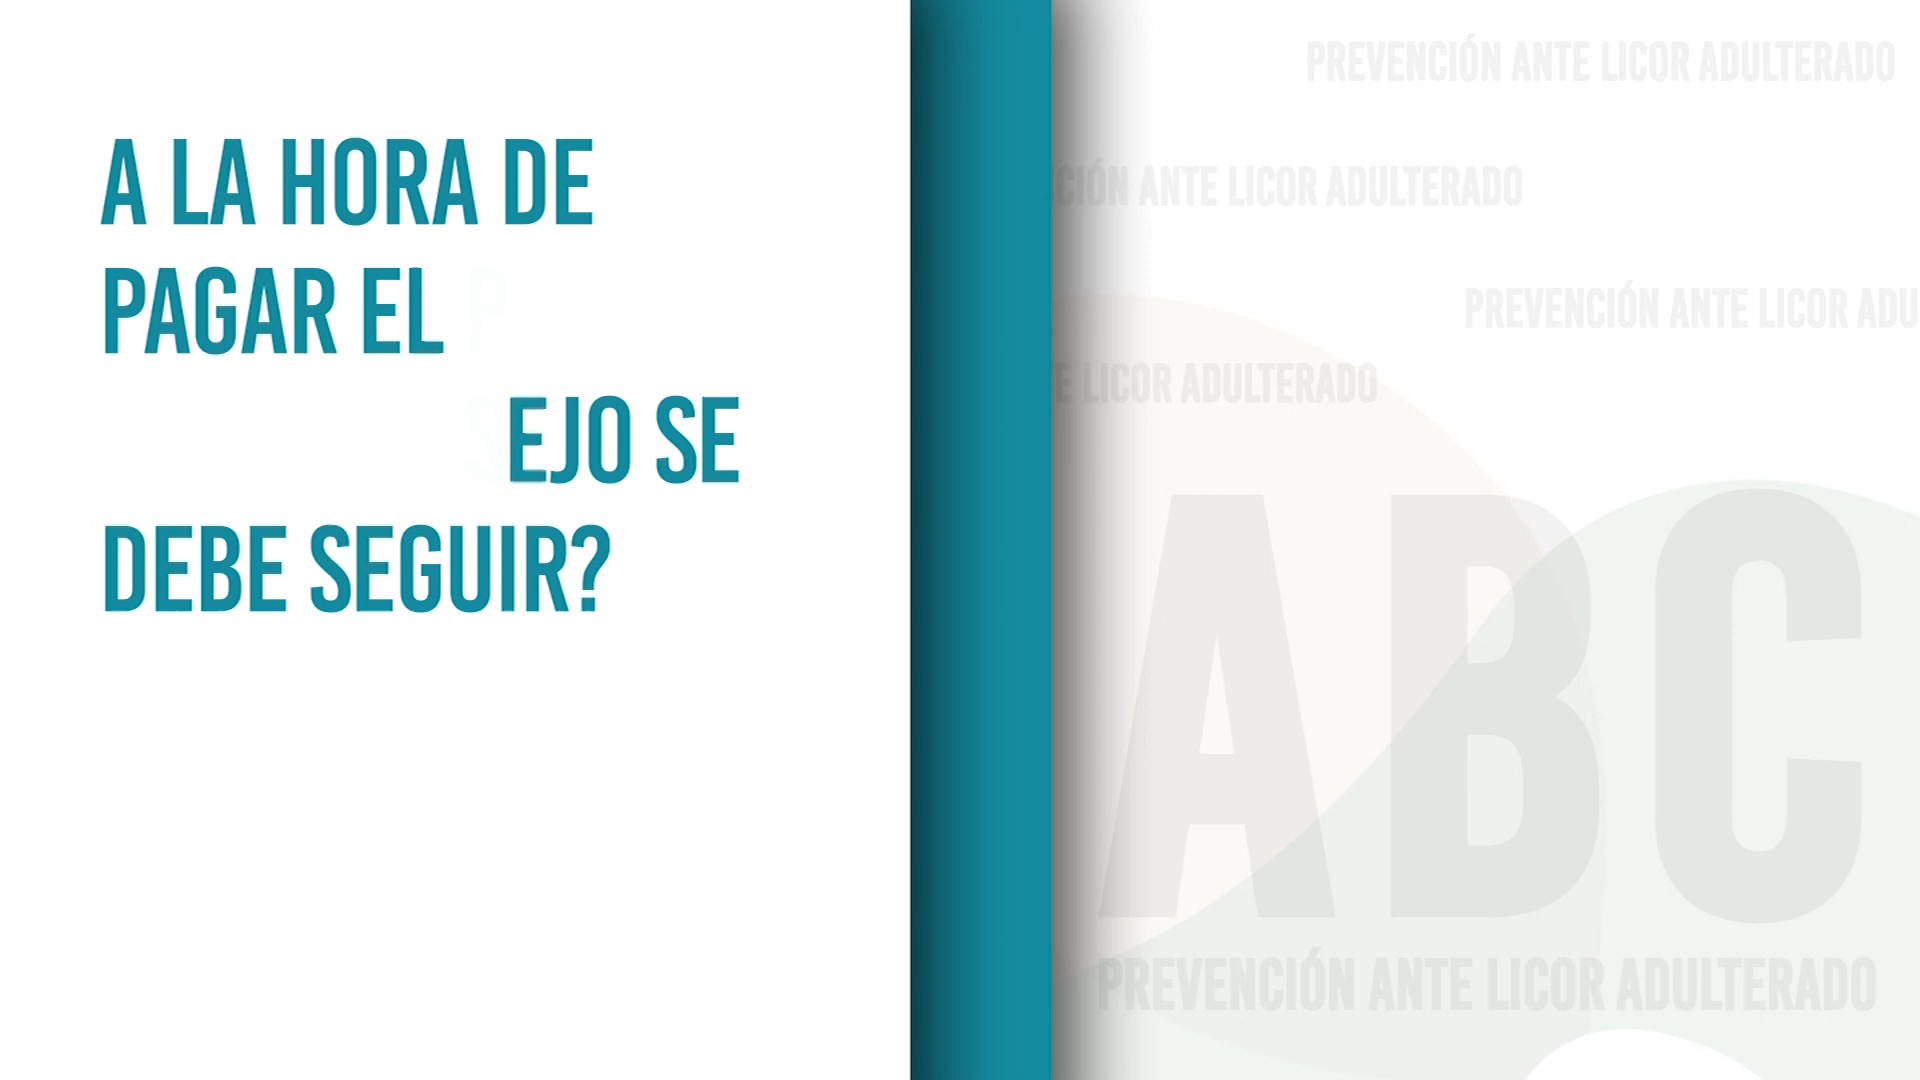 A LA HORA DE
PAGAR EL P
SEJO SE
DEBE SEGUIR?
PREVENCIÓN ANTE LICOR ADULTERADO
CIÓN ANTE LICOR ADULTERADO
PREVENCIÓN ANTE LICOR ADU
E LICOR ADULTERADO
ABC
PREVENCIÓN ANTE LICOR ADULTERADO